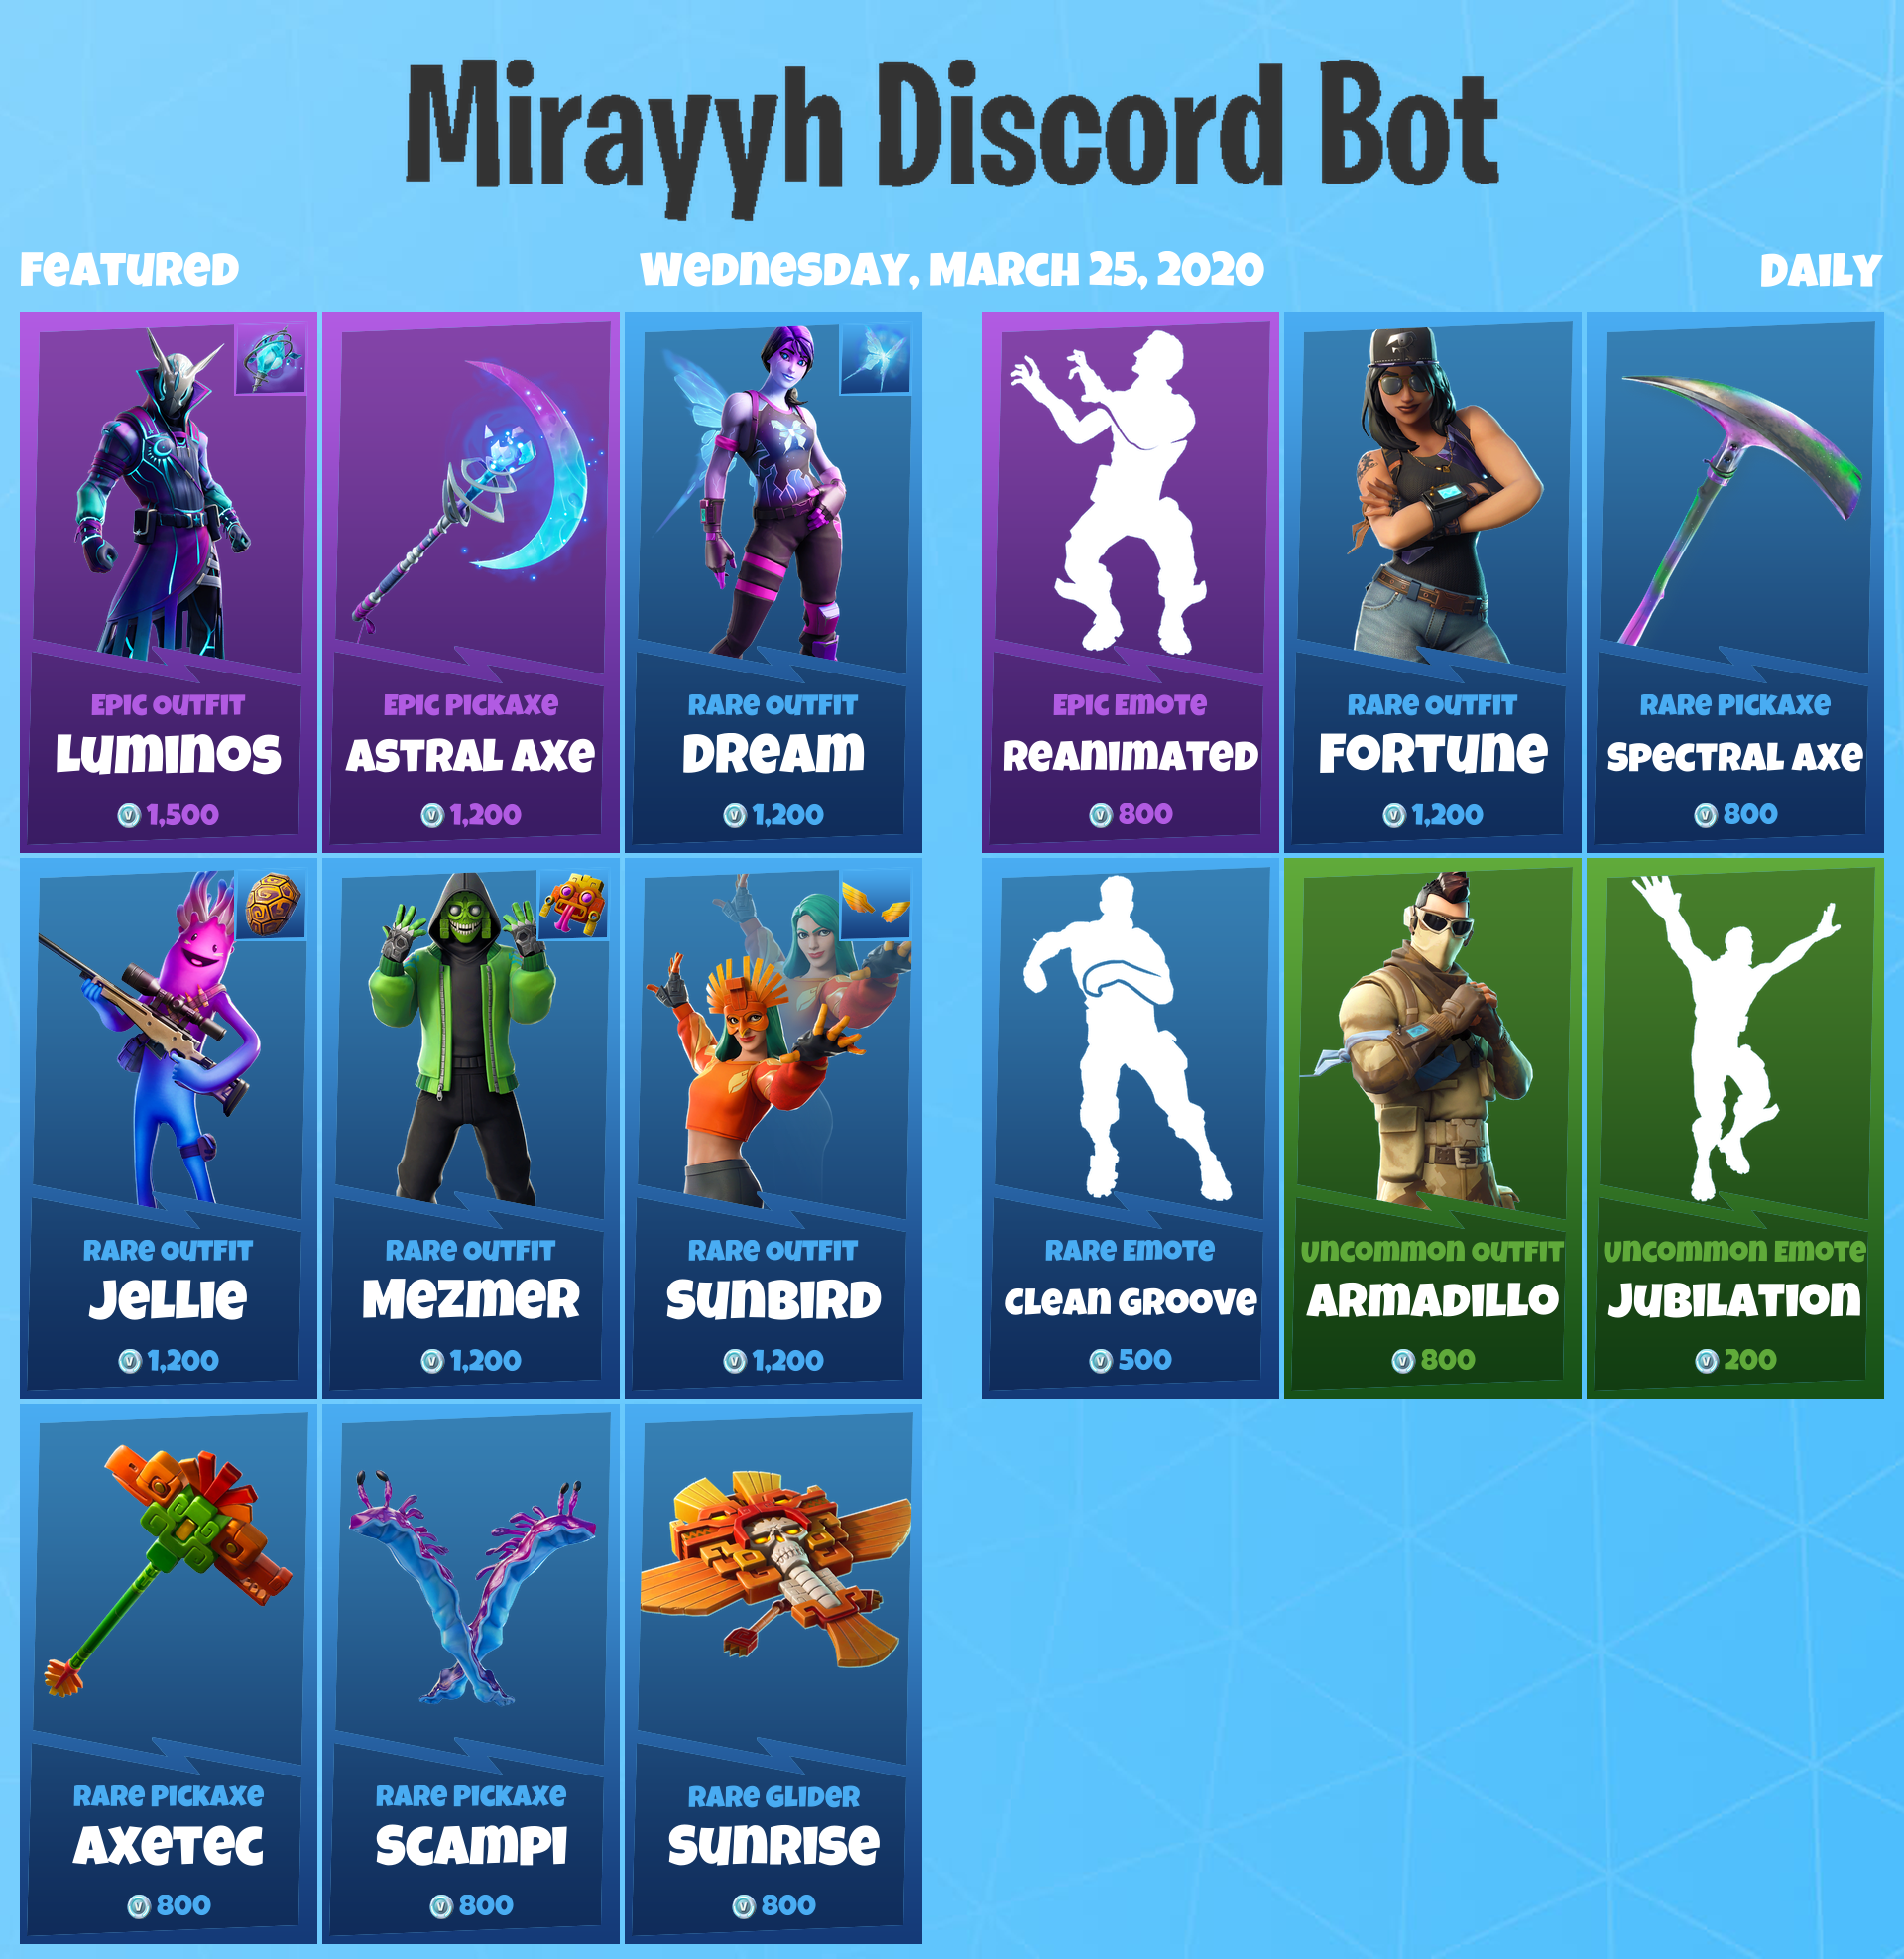 Mirayyh Discord Bot
FEATURED
WEDNESDAY, MARCH 25, 2020
DAILY
EPIC OUTFIT
LUMINOS
1,500
EPIC PICKAXE
ASTRAL AXE
1,200
RARE OUTFIT
DREAM
1,200
EPIC EMOTE
REANIMATED
800
RARE OUTFIT
FORTUNE
1,200
RARE PICKAXE
SPECTRAL AXE
800
RARE OUTFIT
JELLIE
1,200
RARE OUTFIT
MEZMER
1,200
RARE OUTFIT
SUNBIRD
1,200
RARE EMOTE
CLEAN GROOVE
500
UNCOMMON OUTFIT
ARMADILLO
800
UNCOMMON EMOTE
JUBILATION
200
RARE PICKAXE
AXETEC
800
RARE PICKAXE
SCAMPI
800
RARE GLIDER
SUNRISE
800